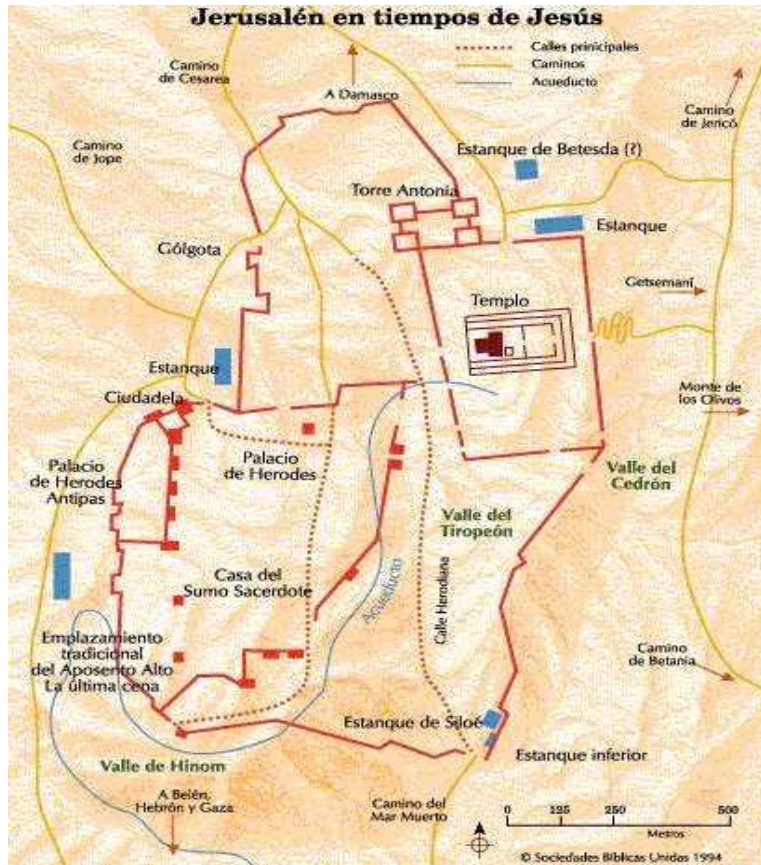 Jerusalén en tiempos de Jesús
Calles prinicipales
Caminos
Acueducto
Camino
de Cesarea
A Damasco
Camino
de Jericó
Camino
de Jope
Estanque de Betesda (?)
Torre Antonia
Estanque
Gólgota
Getsemaní
Templo
Estanque
Ciudadela
Monte de
los Olivos
Palacio
de Herodes
Antipas
Palacio
de Herodes
Valle del
Cedrón
Valle del
Tiropeón
Casa del
Sumo Sacerdote
Acueducto
Calle Herodiana
Emplazamiento
tradicional
del Aposento Alto
La última cena
Camino
de Betania
Estanque de Siloé
Estanque inferior
Valle de Hinom
A Belén,
Hebrón y Gaza
Camino del
Mar Muerto
0 125 250 500
Metros
© Sociedades Bíblicas Unidas 1994